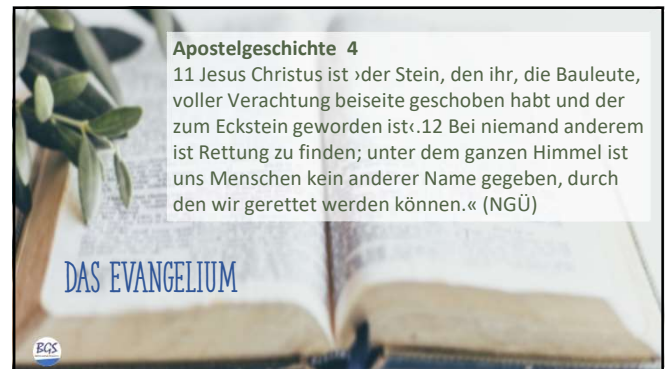 Apostelgeschichte 4
11 Jesus Christus ist ›der Stein, den ihr, die Bauleute,
voller Verachtung beiseite geschoben habt und der
zum Eckstein geworden ist‹.12 Bei niemand anderem
ist Rettung zu finden; unter dem ganzen Himmel ist
uns Menschen kein anderer Name gegeben, durch
den wir gerettet werden können.« (NGÜ)
DAS EVANGELIUM
BGS